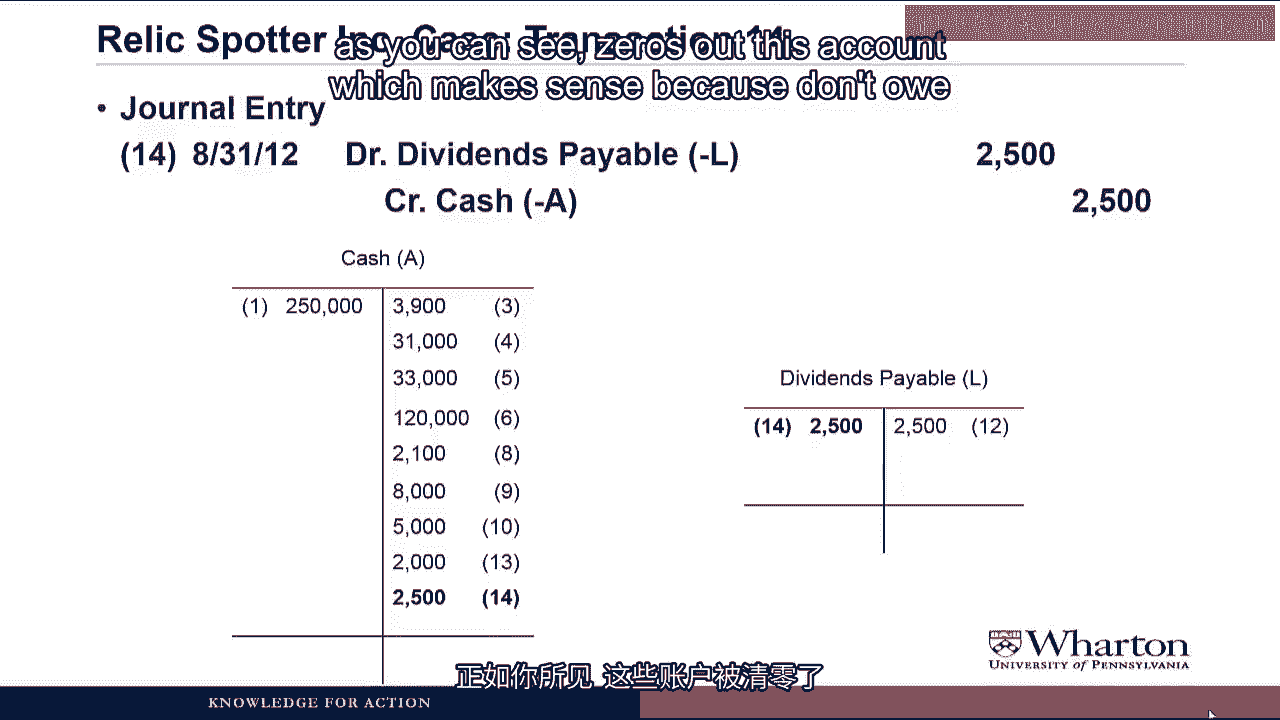 Relic Spotter Inc. Case: Transaction 14
as you can see, zeros out this account
which makes sense because don't owe
• Journal Entry
(14) 8/31/12 Dr. Dividends Payable (-L) 2,500
Cr. Cash (-A) 2,500
Cash (A)
(1) 250,000 3,900 (3)
31,000 (4)
33,000 (5)
120,000 (6)
2,100 (8)
8,000 (9)
5,000 (10)
2,000 (13)
2,500 (14)
Dividends Payable (L)
(14) 2,500 2,500 (12)
正如你所见 这些账户被清零了
Wharton
UNIVERSITY of PENNSYLVANIA
KNOWLEDGE FOR ACTION